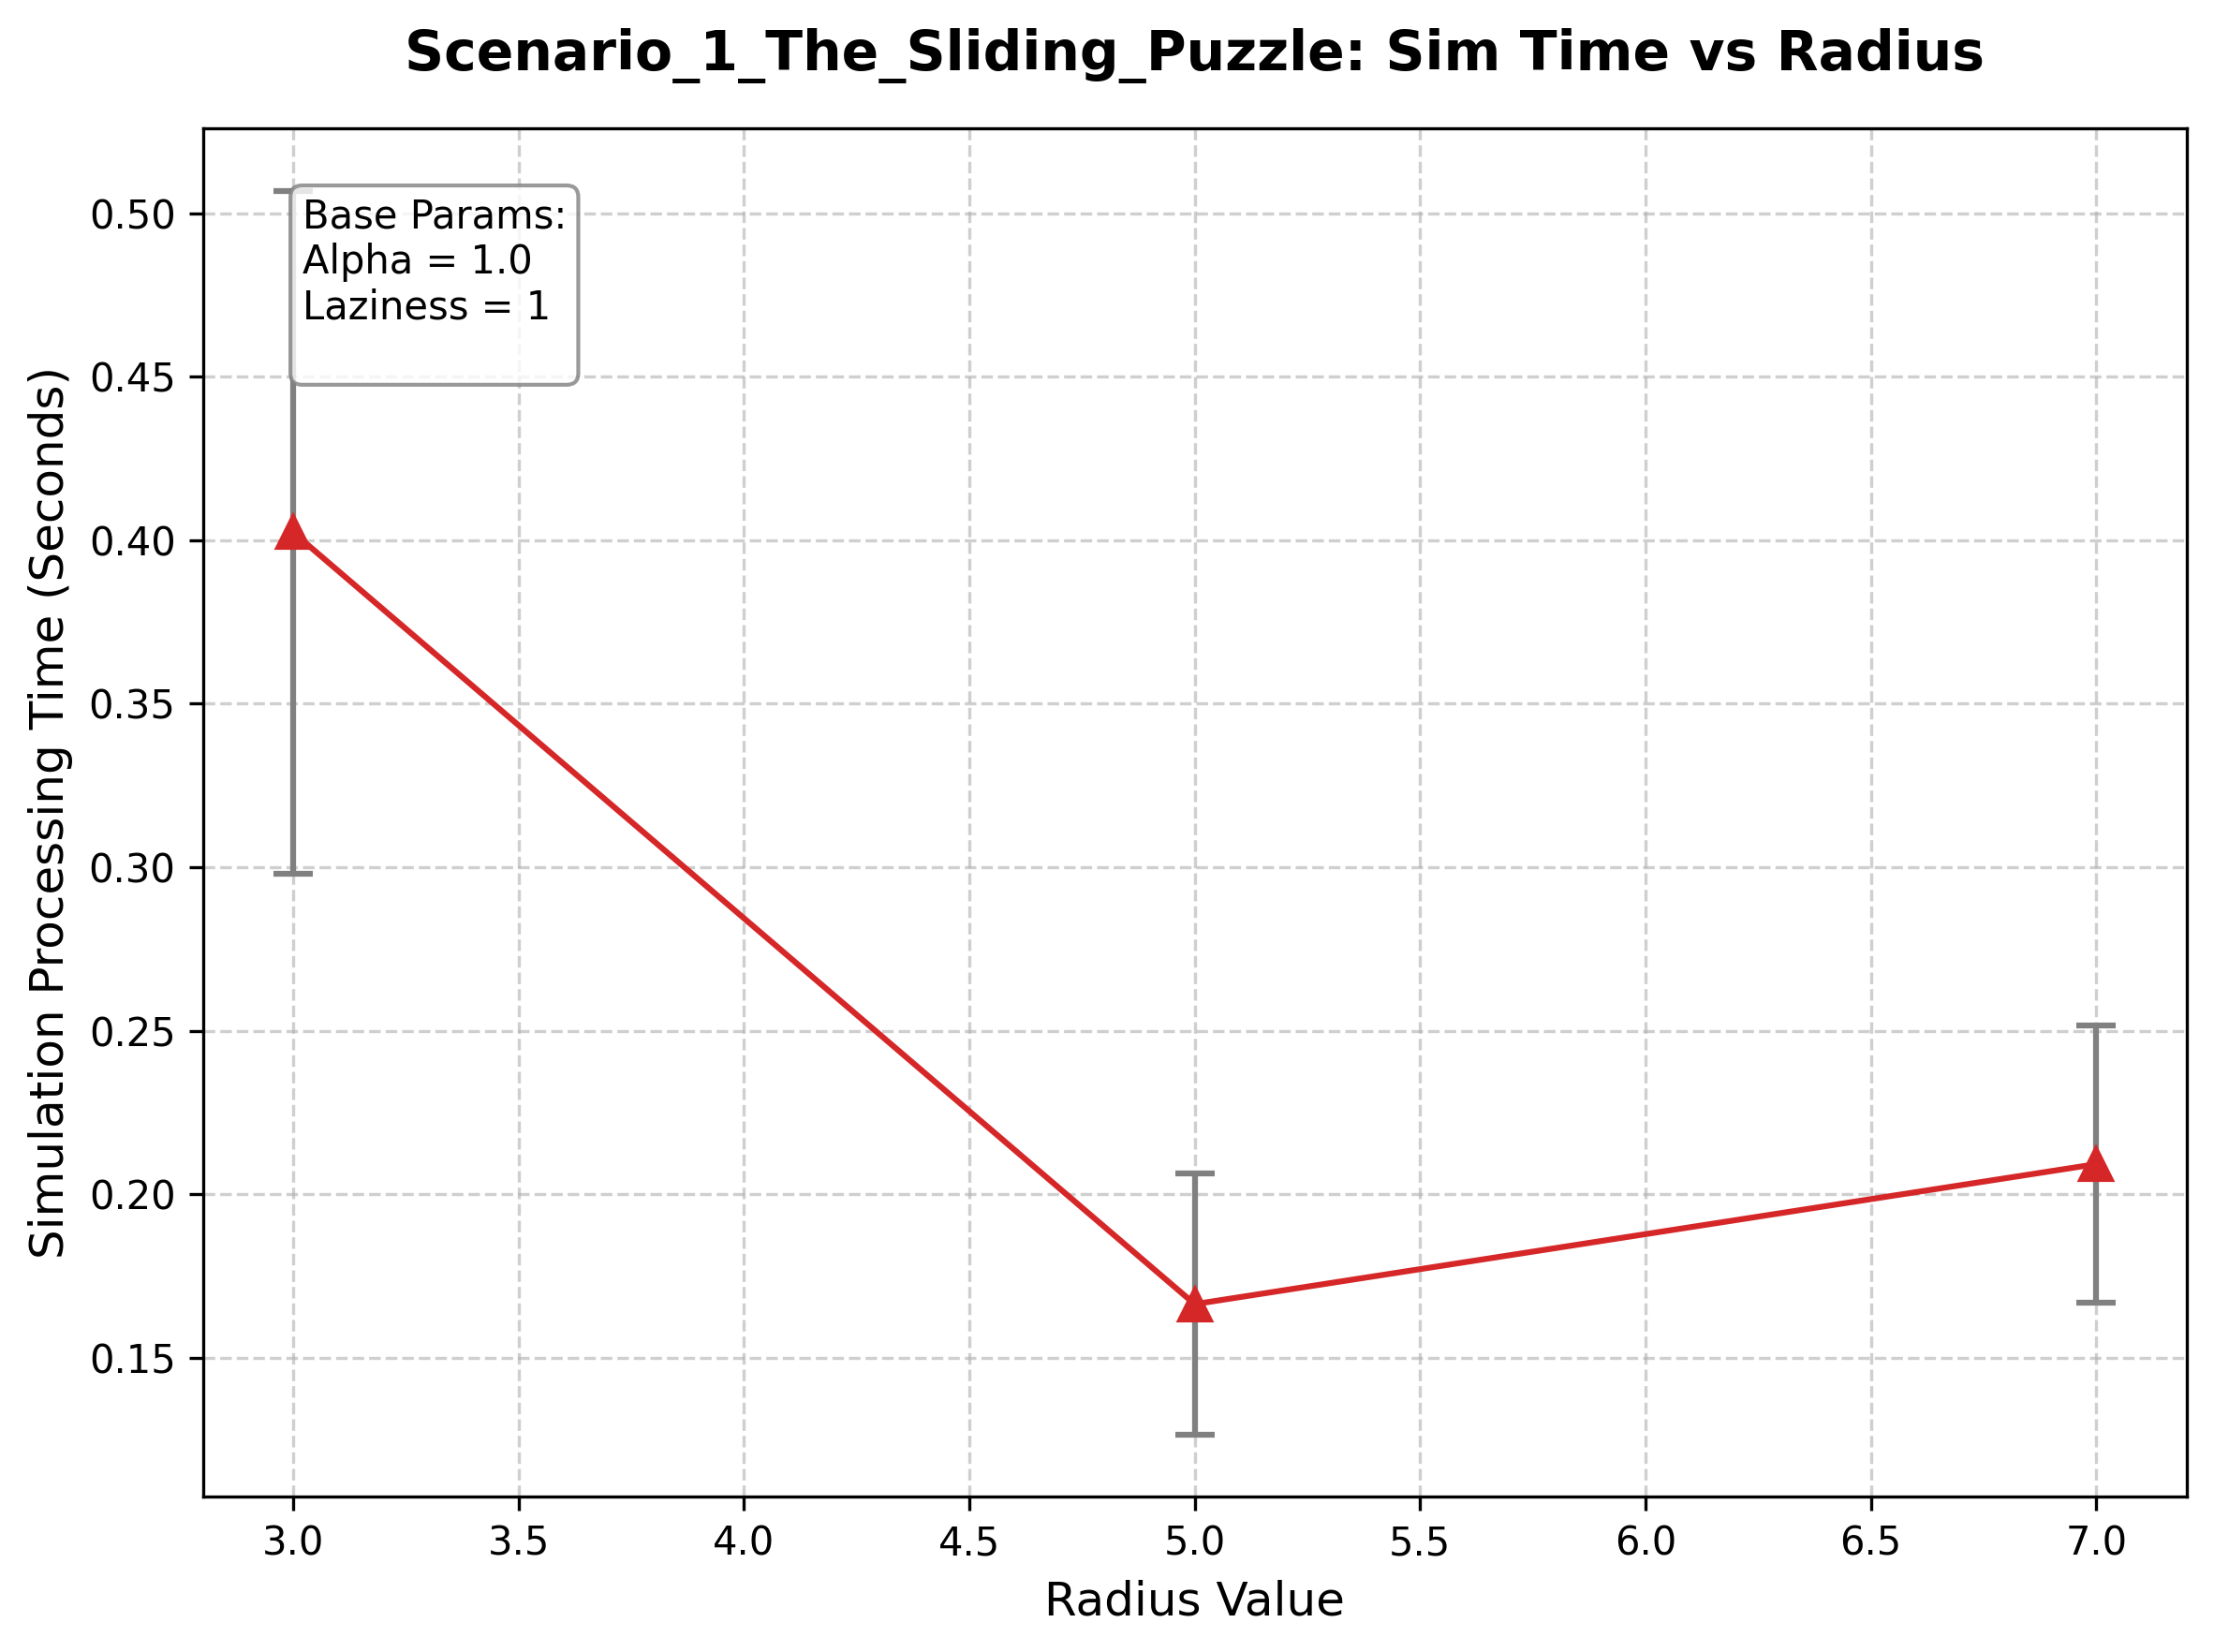 Scenario_1_The_Sliding_Puzzle: Sim Time vs Radius
Base Params:
Alpha = 1.0
Laziness = 1
Simulation Processing Time (Seconds)
0.50
0.45
0.40
0.35
0.30
0.25
0.20
0.15
3.0 3.5 4.0 4.5 5.0 5.5 6.0 6.5 7.0
Radius Value